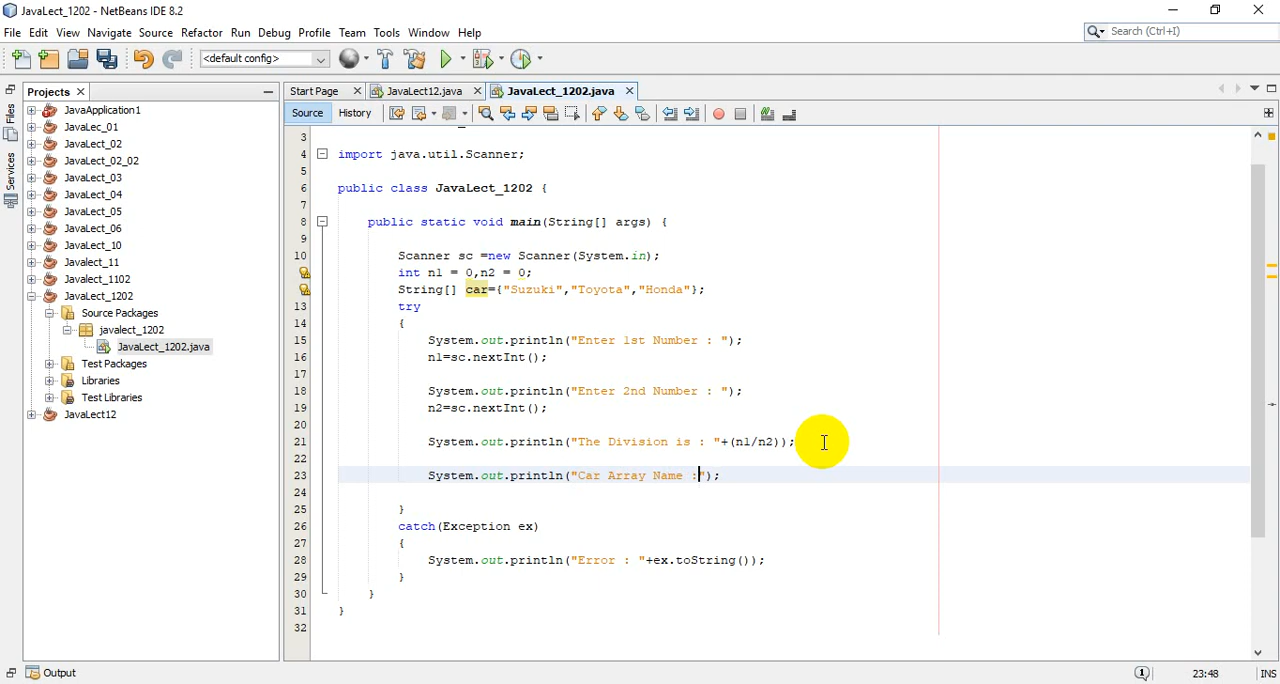 JavaLect_1202 - NetBeans IDE 8.2
File Edit View Navigate Source Refactor Run Debug Profile Team Tools Window Help
Search (Ctrl+I)
<default config>
Files
Services
Projects
JavaApplication1
JavaLec_01
JavaLect_02
JavaLect_02_02
JavaLect_03
JavaLect_04
JavaLect_05
JavaLect_06
JavaLect_10
Javalect_11
Javalect_1102
JavaLect_1202
Source Packages
javalect_1202
JavaLect_1202.java
Test Packages
Libraries
Test Libraries
JavaLect12
Start Page JavaLect12.java JavaLect_1202.java
Source History
3
4 import java.util.Scanner;
5
6 public class JavaLect_1202 {
7
8 public static void main(String[] args) {
9
10 Scanner sc =new Scanner(System.in);
int n1 = 0,n2 = 0;
String[] car={"Suzuki","Toyota","Honda"};
13 try
14 {
15 System.out.println("Enter 1st Number : ");
16 n1=sc.nextInt();
17
18 System.out.println("Enter 2nd Number : ");
19 n2=sc.nextInt();
20
21 System.out.println("The Division is : "+(n1/n2));
22
23 System.out.println("Car Array Name :");
24
25 }
26 catch(Exception ex)
27 {
28 System.out.println("Error : "+ex.toString());
29 }
30 }
31 }
32
Output
1
23:48
INS